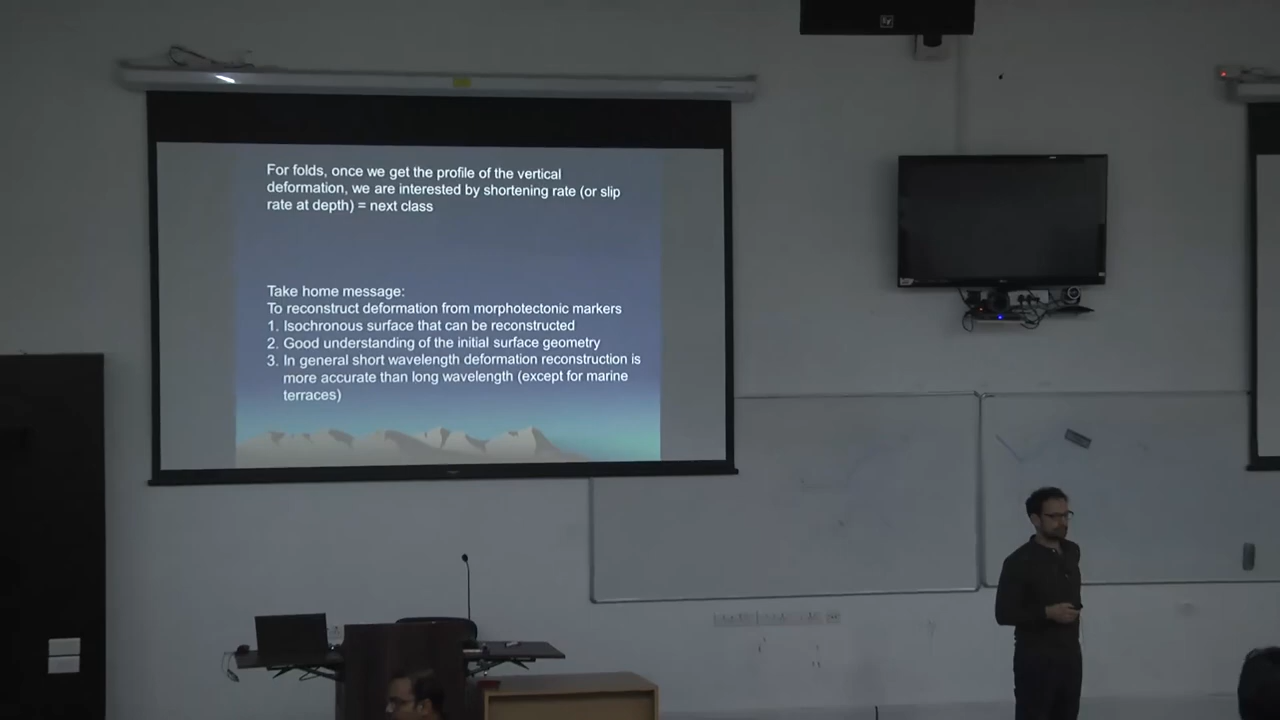 For folds, once we get the profile of the vertical
deformation, we are interested by shortening rate (or slip
rate at depth) = next class
Take home message:
To reconstruct deformation from morphotectonic markers
1. Isochronous surface that can be reconstructed
2. Good understanding of the initial surface geometry
3. In general short wavelength deformation reconstruction is
more accurate than long wavelength (except for marine
terraces)